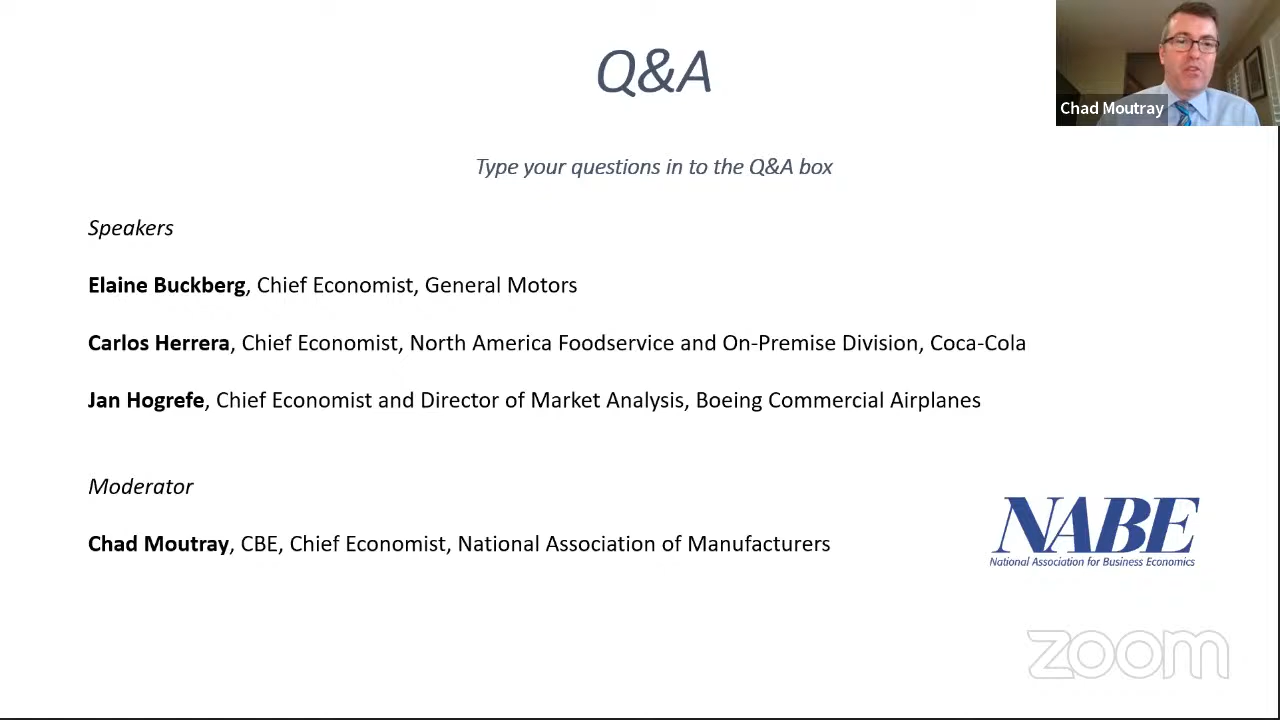 Q&A
Chad Moutray
Type your questions in to the Q&A box
Speakers
Elaine Buckberg, Chief Economist, General Motors
Carlos Herrera, Chief Economist, North America Foodservice and On-Premise Division, Coca-Cola
Jan Hogrefe, Chief Economist and Director of Market Analysis, Boeing Commercial Airplanes
Moderator
Chad Moutray, CBE, Chief Economist, National Association of Manufacturers
NABE
National Association for Business Economics
zoom